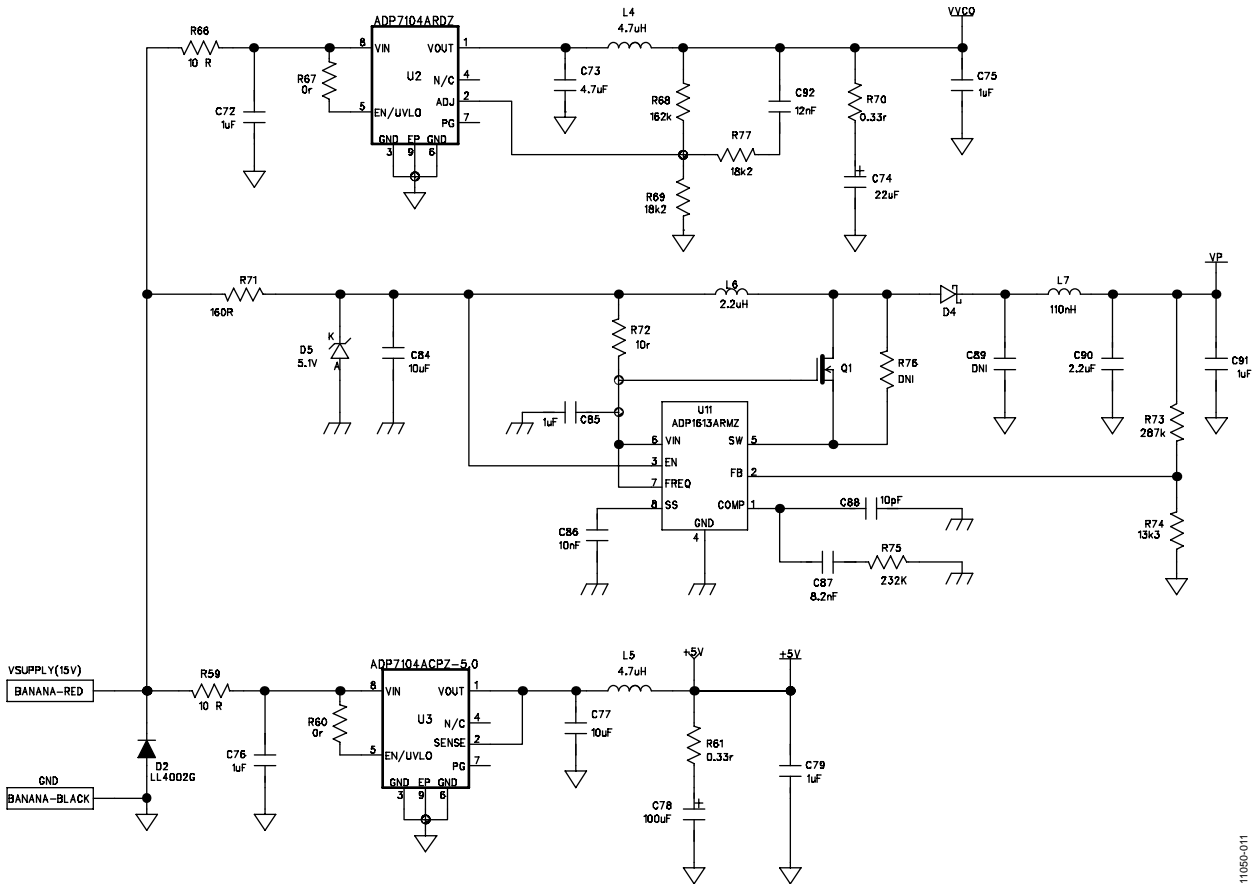 ADP7104ARDZ
L4
4.7uH
VVCO
R66
10 R
8
VIN
VOUT
1
U2
R67
0r
N/C
4
C73
4.7uF
C75
1uF
C72
1uF
5
EN/UVLO
ADJ
2
PG
7
R68
162k
C92
12nF
R70
0.33r
GND
EP
GND
3
9
6
R77
18k2
R69
18k2
C74
22uF
+
R71
160R
L6
2.2uH
D4
L7
110nH
VP
D5
5.1V
K
A
C84
10uF
R72
10r
Q1
R76
DNI
C89
DNI
C90
2.2uF
C91
1uF
1uF
C85
U11
ADP1613ARMZ
R73
287k
6
VIN
SW
5
3
EN
FB
2
7
FREQ
8
SS
COMP
1
GND
4
C86
10nF
C88
10pF
R74
13k3
C87
8.2nF
R75
232K
VSUPPLY(15V)
BANANA-RED
R59
10 R
ADP7104ACPZ-5.0
L5
4.7uH
+5V
+5V
8
VIN
VOUT
1
U3
R60
0r
N/C
4
SENSE
2
C77
10uF
R61
0.33r
C76
1uF
5
EN/UVLO
PG
7
D2
LL4002G
GND
BANANA-BLACK
GND
EP
GND
3
9
6
C79
1uF
C78
100uF
+
11050-011